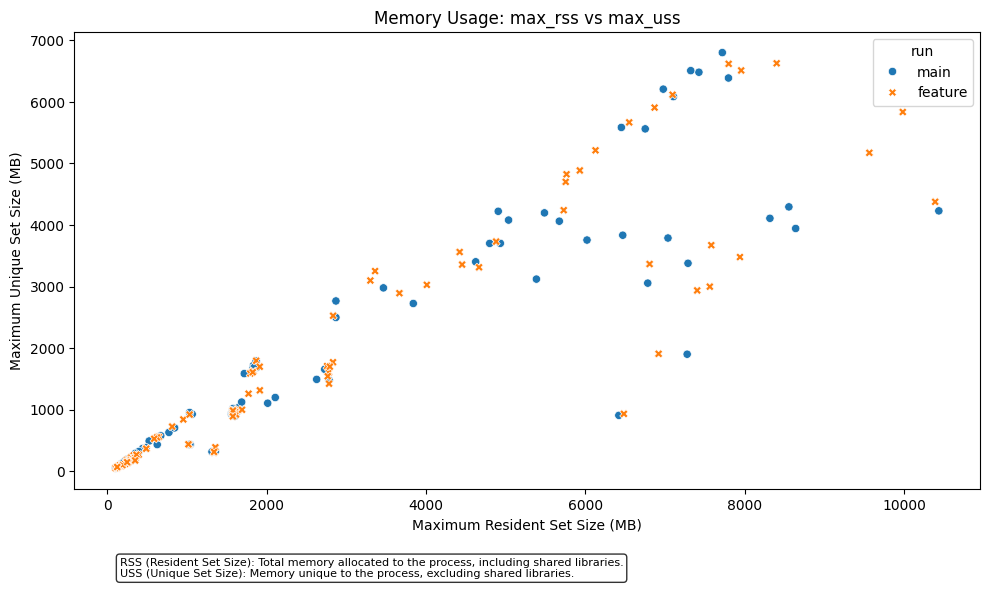 Memory Usage: max_rss vs max_uss
7000
6000
5000
4000
3000
2000
1000
0
Maximum Unique Set Size (MB)
run
main
feature
0
2000
4000
6000
8000
10000
Maximum Resident Set Size (MB)
RSS (Resident Set Size): Total memory allocated to the process, including shared libraries.
USS (Unique Set Size): Memory unique to the process, excluding shared libraries.